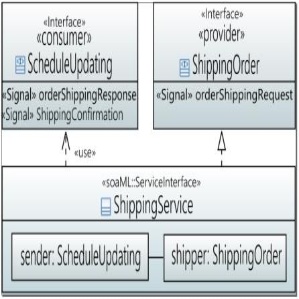 «Interface»
«consumer»
ScheduleUpdating
«Signal» orderShippingResponse
«Signal» ShippingConfirmation
«Interface»
«provider»
ShippingOrder
«Signal» orderShippingRequest
«use»
«soaML::ServiceInterface»
ShippingService
sender: ScheduleUpdating
shipper: ShippingOrder